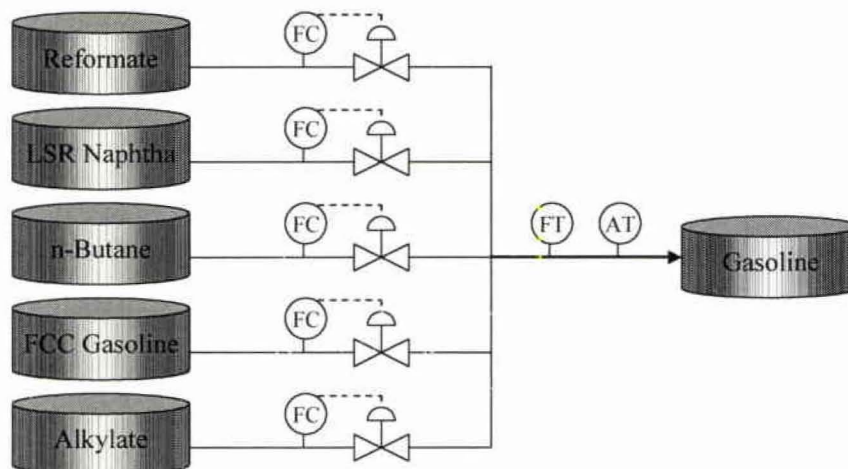 Reformate
FC
LSR Naphtha
FC
n-Butane
FC
FT
AT
Gasoline
FCC Gasoline
FC
Alkylate
FC